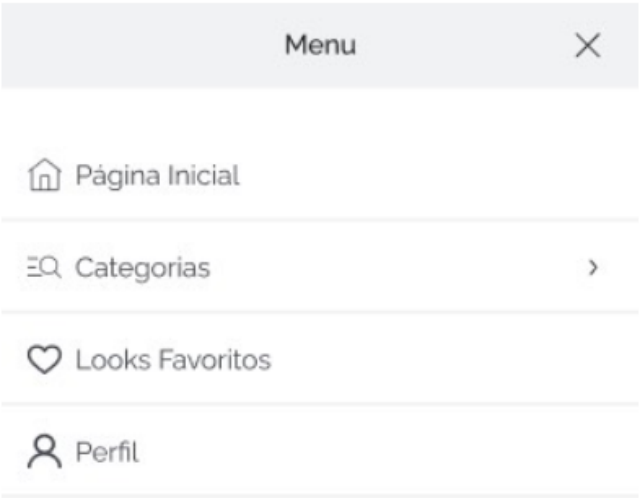 Menu
Página Inicial
Categorias
Looks Favoritos
Perfil